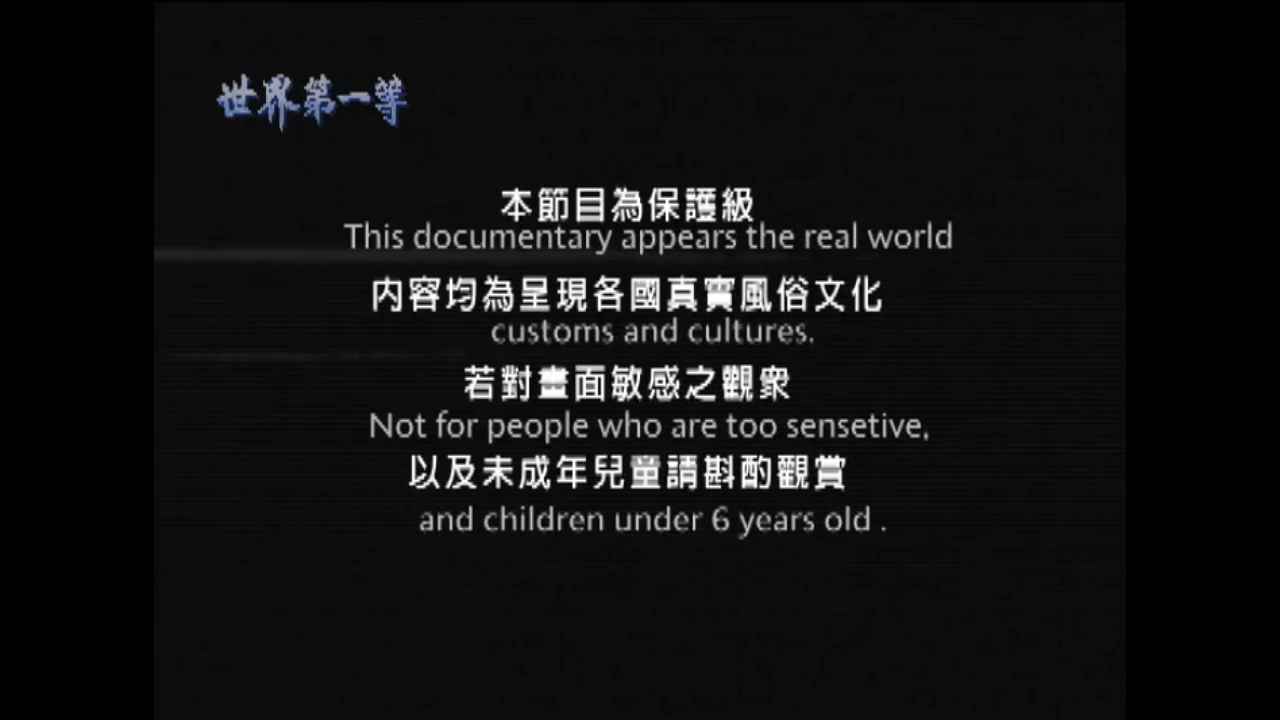 世界第一等
本節目為保護級
This documentary appears the real world
內容均為呈現各國真實風俗文化
customs and cultures.
若對畫面敏感之觀眾
Not for people who are too sensetive,
以及未成年兒童請斟酌觀賞
and children under 6 years old .